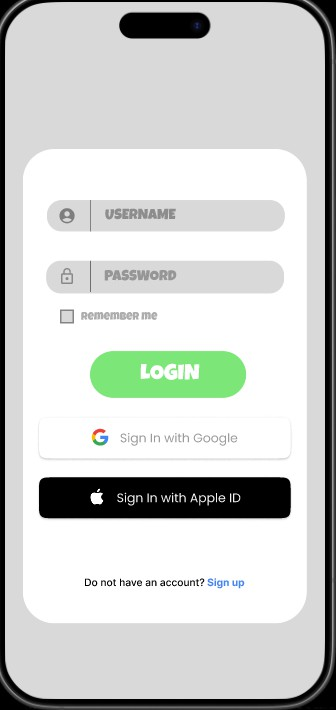 USERNAME
PASSWORD
Remember me
LOGIN
Sign In with Google
Sign In with Apple ID
Do not have an account? Sign up